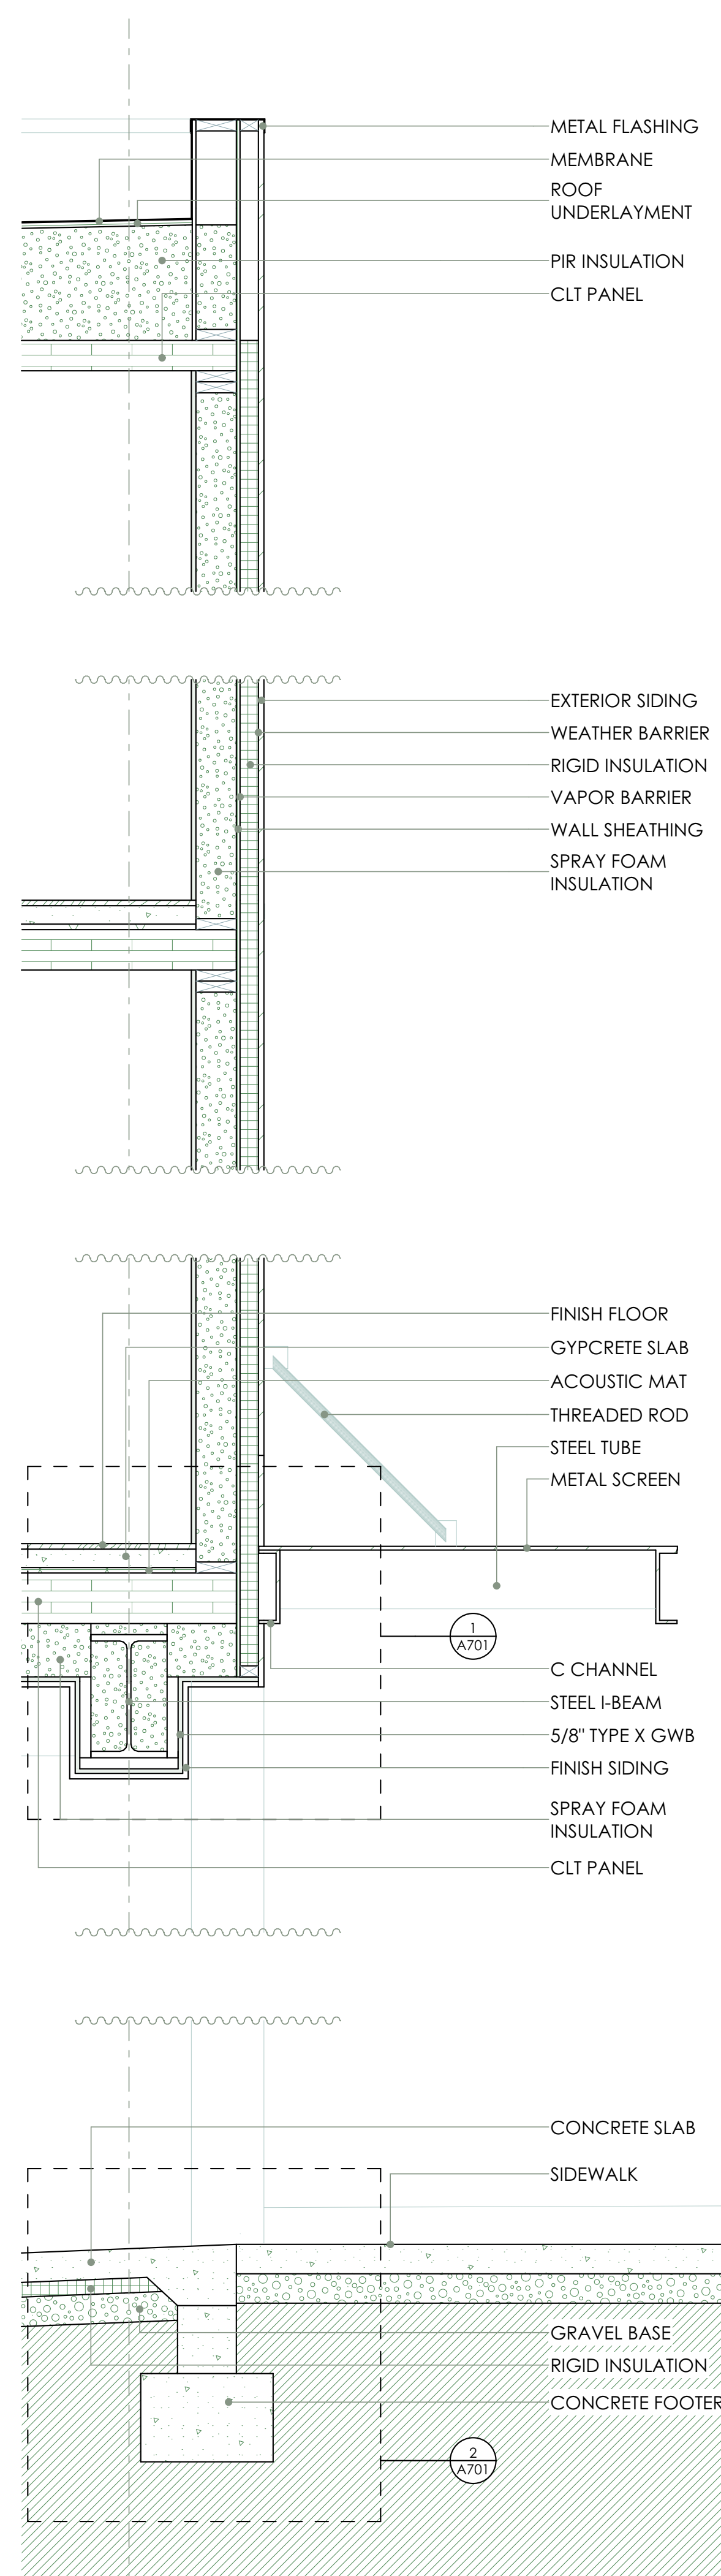 METAL FLASHING
MEMBRANE
ROOF
UNDERLAYMENT
PIR INSULATION
CLT PANEL
EXTERIOR SIDING
WEATHER BARRIER
RIGID INSULATION
VAPOR BARRIER
WALL SHEATHING
SPRAY FOAM
INSULATION
FINISH FLOOR
GYPCRETE SLAB
ACOUSTIC MAT
THREADED ROD
STEEL TUBE
METAL SCREEN
1
A701
C CHANNEL
STEEL I-BEAM
5/8" TYPE X GWB
FINISH SIDING
SPRAY FOAM
INSULATION
CLT PANEL
CONCRETE SLAB
SIDEWALK
GRAVEL BASE
RIGID INSULATION
CONCRETE FOOTER
2
A701